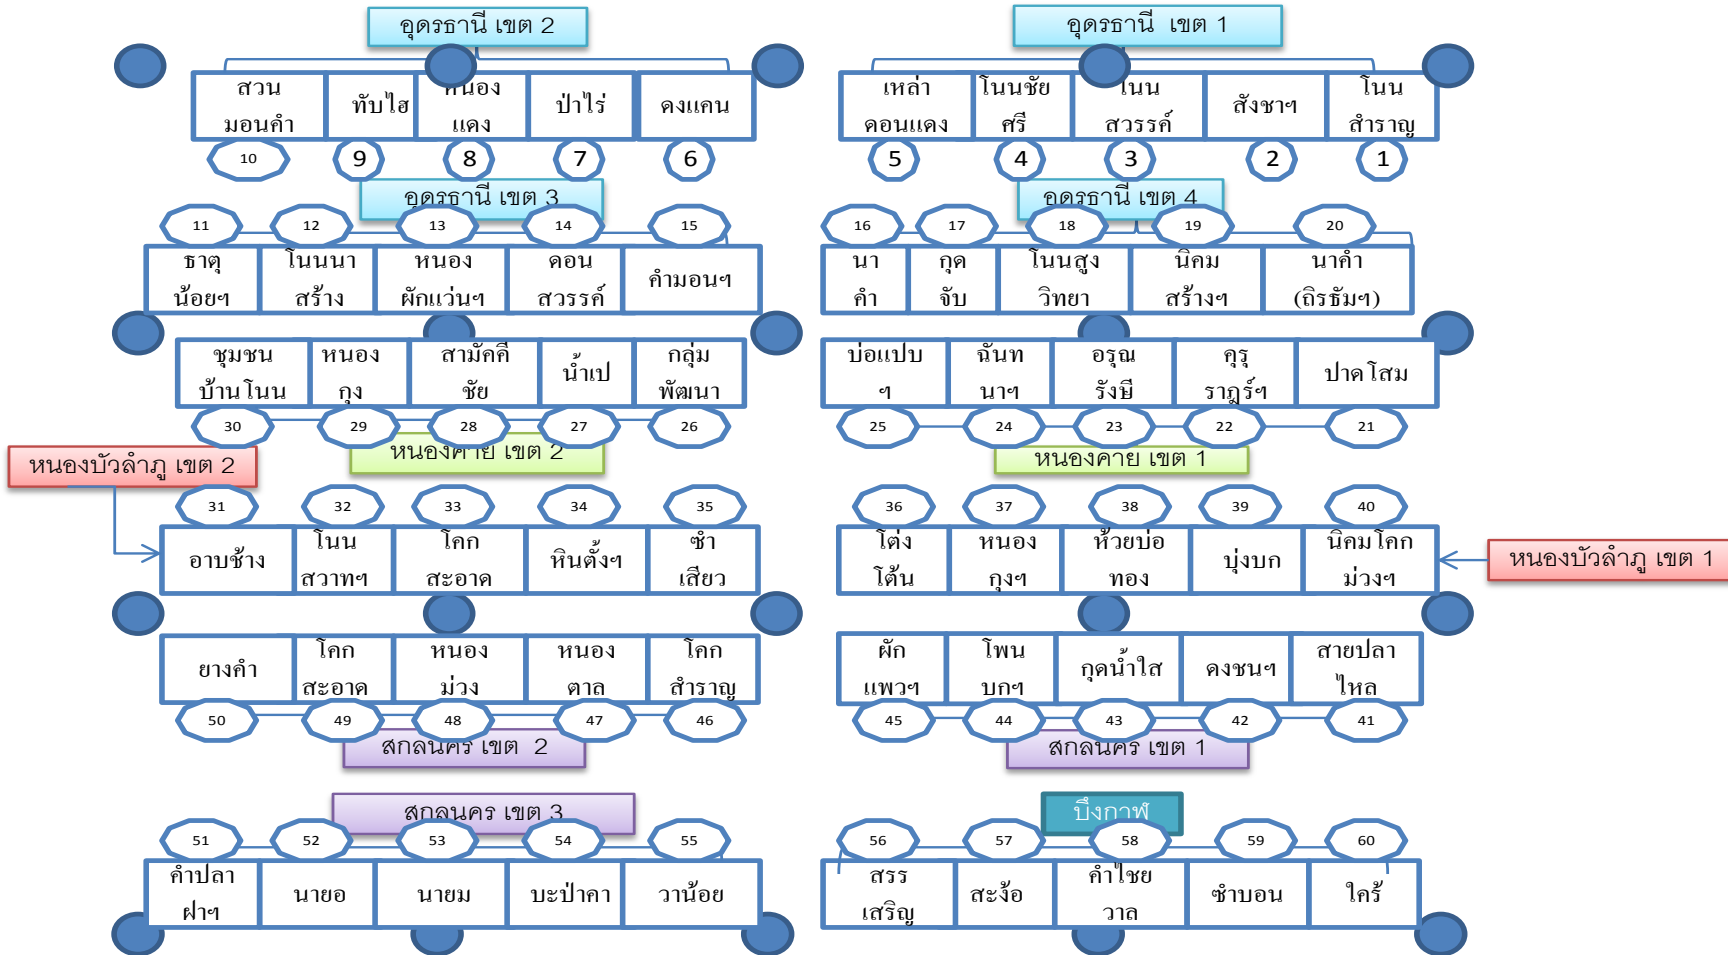 อุดรธานี เขต 2
อุดรธานี  เขต 1
สวน
มอนคำ
ทับไฮ
หนอง
แดง
ป่าไร่
ดงแคน
เหล่า
ดอนแดง
โนนชัย
ศรี
โนน
สวรรค์
สังชาฯ
โนน
สำราญ
10
9
8
7
6
5
4
3
2
1
อุดรธานี เขต 3
อุดรธานี เขต 4
11
12
13
14
15
16
17
18
19
20
ธาตุ
น้อยฯ
โนนนา
สร้าง
หนอง
ผักแว่นฯ
ดอน
สวรรค์
คำมอนฯ
นา
คำ
กุด
จับ
โนนสูง
วิทยา
นิคม
สร้างฯ
นาคำ
(ถิรธัมฯ)
ชุมชน
บ้านโนน
หนอง
กุง
สามัคคี
ชัย
น้ำเป
กลุ่ม
พัฒนา
บ่อแปบ
ฯ
ฉันท
นาฯ
อรุณ
รังษี
คุรุ
ราฎร์ฯ
ปาดโสม
30
29
28
27
26
25
24
23
22
21
หนองคาย เขต 2
หนองคาย เขต 1
หนองบัวลำภู เขต 2
31
32
33
34
35
36
37
38
39
40
อาบช้าง
โนน
สวาทฯ
โคก
สะอาด
หินตั้งฯ
ซำ
เสียว
โต่ง
โต้น
หนอง
กุงฯ
ห้วยบ่อ
ทอง
บุ่งบก
นิคมโคก
ม่วงฯ
หนองบัวลำภู เขต 1
ยางคำ
โคก
สะอาด
หนอง
ม่วง
หนอง
ตาล
โคก
สำราญ
ผัก
แพวฯ
โพน
บกฯ
กุดน้ำใส
ดงชนฯ
สายปลา
ไหล
50
49
48
47
46
45
44
43
42
41
สกลนคร เขต  2
สกลนคร เขต 1
สกลนคร เขต 3
บึงกาฬ
51
52
53
54
55
56
57
58
59
60
คำปลา
ฝาฯ
นายอ
นายม
บะป่าคา
วาน้อย
สรร
เสริญ
สะง้อ
คำไชย
วาล
ซำบอน
ใคร้